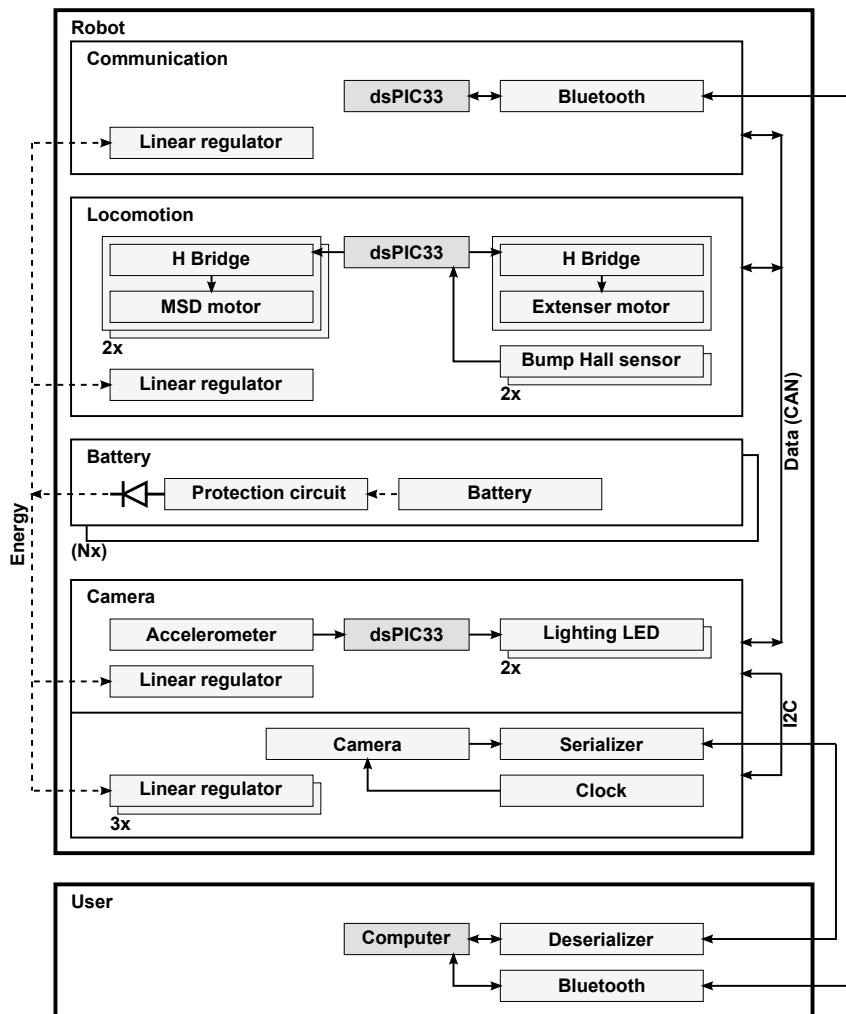 Robot
Communication
dsPIC33
Bluetooth
Linear regulator
Locomotion
H Bridge
dsPIC33
H Bridge
MSD motor
Extenser motor
2x
Bump Hall sensor
Linear regulator
2x
Data (CAN)
Battery
Protection circuit
Battery
Energy
(Nx)
Camera
Accelerometer
dsPIC33
Lighting LED
Linear regulator
2x
I2C
Camera
Serializer
Linear regulator
Clock
3x
User
Computer
Deserializer
Bluetooth